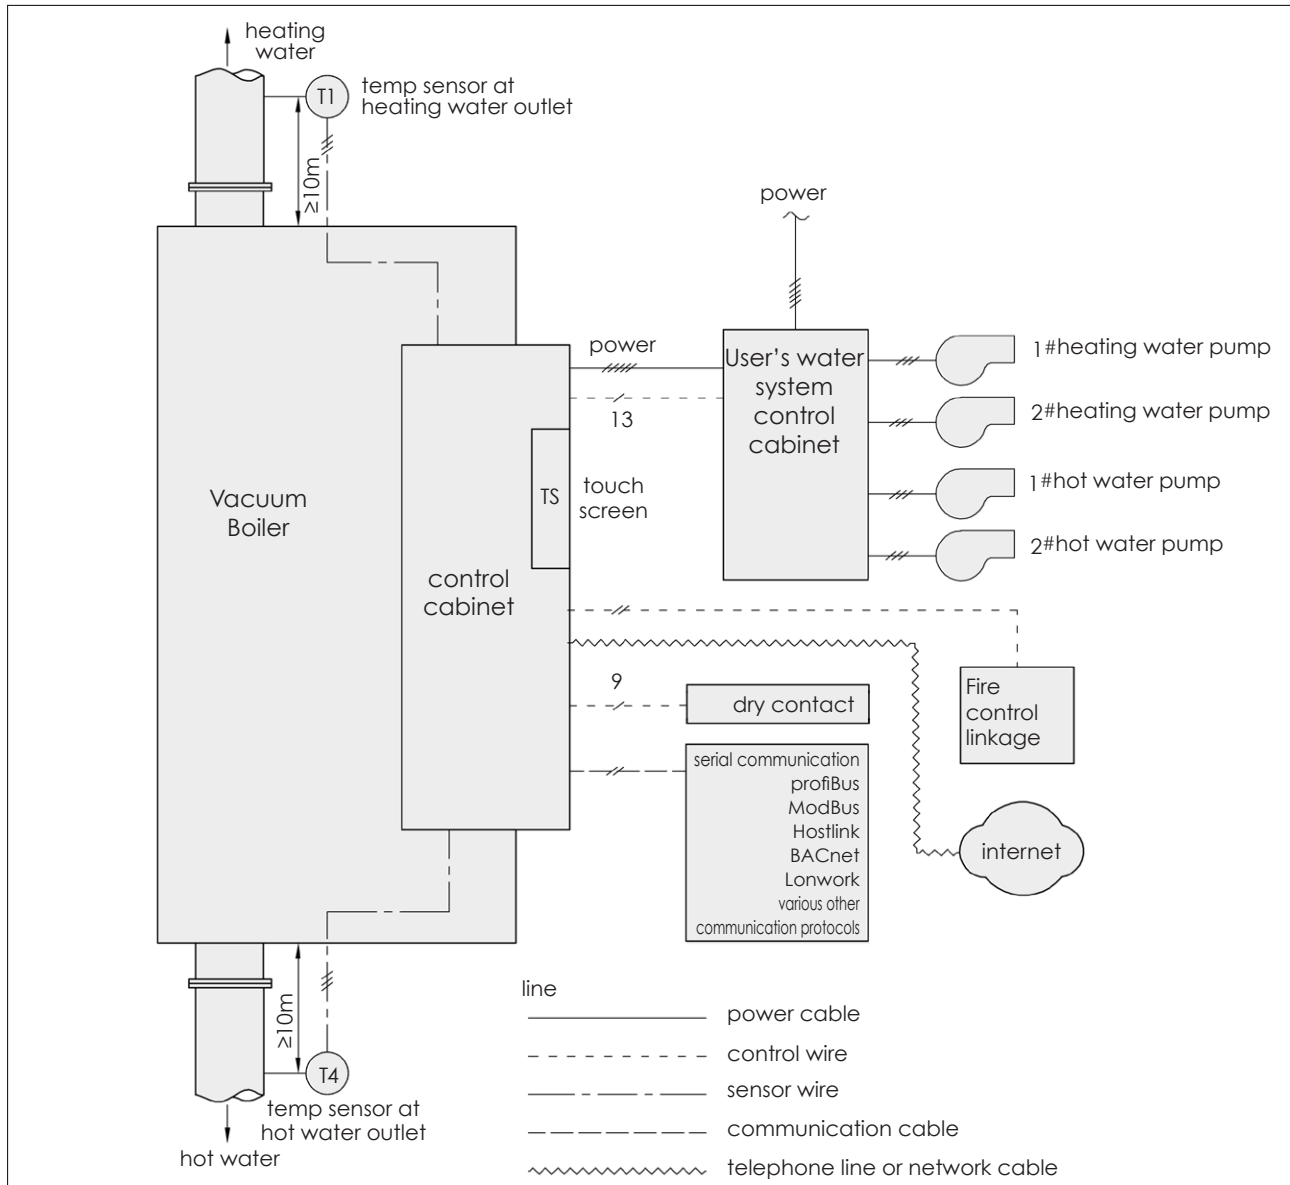 heating
water
T1
temp sensor at
heating water outlet
≥10m
power
power
13
User's water
system
control
cabinet
1#heating water pump
2#heating water pump
1#hot water pump
2#hot water pump
Vacuum
Boiler
TS
touch
screen
control
cabinet
9
dry contact
Fire
control
linkage
serial communication
profiBus
ModBus
Hostlink
BACnet
Lonwork
various other
communication protocols
internet
≥10m
T4
temp sensor at
hot water outlet
hot water
line
power cable
control wire
sensor wire
communication cable
telephone line or network cable